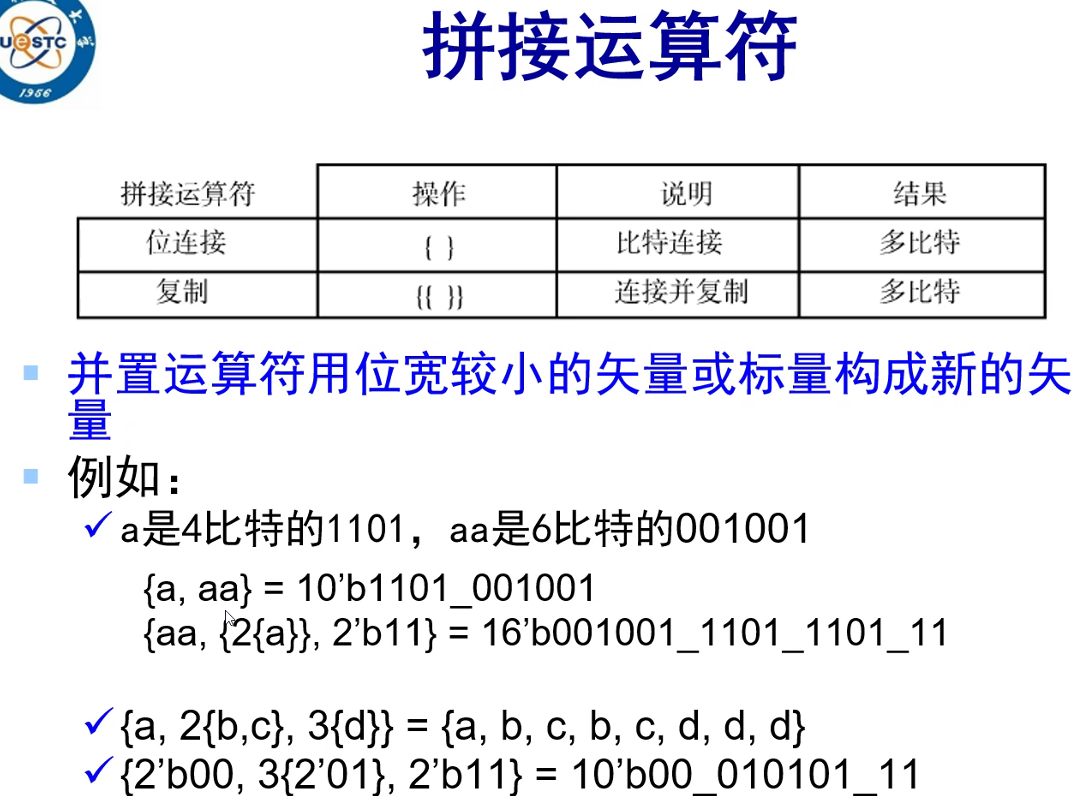 UeSTC
1956
拼接运算符
拼接运算符 操作 说明 结果
位连接 { } 比特连接 多比特
复制 {{ }} 连接并复制 多比特
并置运算符用位宽较小的矢量或标量构成新的矢
量
例如：
a是4比特的1101，aa是6比特的001001
{a, aa} = 10’b1101_001001
{aa, {2{a}}, 2’b11} = 16’b001001_1101_1101_11
{a, 2{b,c}, 3{d}} = {a, b, c, b, c, d, d, d}
{2’b00, 3{2’01}, 2’b11} = 10’b00_010101_11